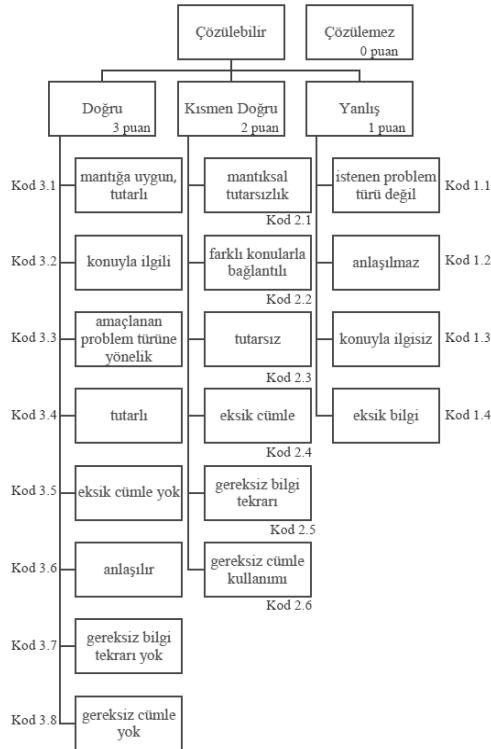 Çözülebilir
Çözülemez
0 puan
Doğru
3 puan
Kısmen Doğru
2 puan
Yanlış
1 puan
Kod 3.1
mantığa uygun,
tutarlı
Kod 3.2
konuyla ilgili
Kod 3.3
amaçlanan
problem türüne
yönelik
Kod 3.4
tutarlı
Kod 3.5
eksik cümle yok
Kod 3.6
anlaşılır
Kod 3.7
gereksiz bilgi
tekrarı yok
Kod 3.8
gereksiz cümle
yok
mantıksal
tutarsızlık
Kod 2.1
farklı konularla
bağlantılı
Kod 2.2
tutarsız
Kod 2.3
eksik cümle
Kod 2.4
gereksiz bilgi
tekrarı
Kod 2.5
gereksiz cümle
kullanımı
Kod 2.6
istenen problem
türü değil
Kod 1.1
anlaşılmaz
Kod 1.2
konuyla ilgisiz
Kod 1.3
eksik bilgi
Kod 1.4